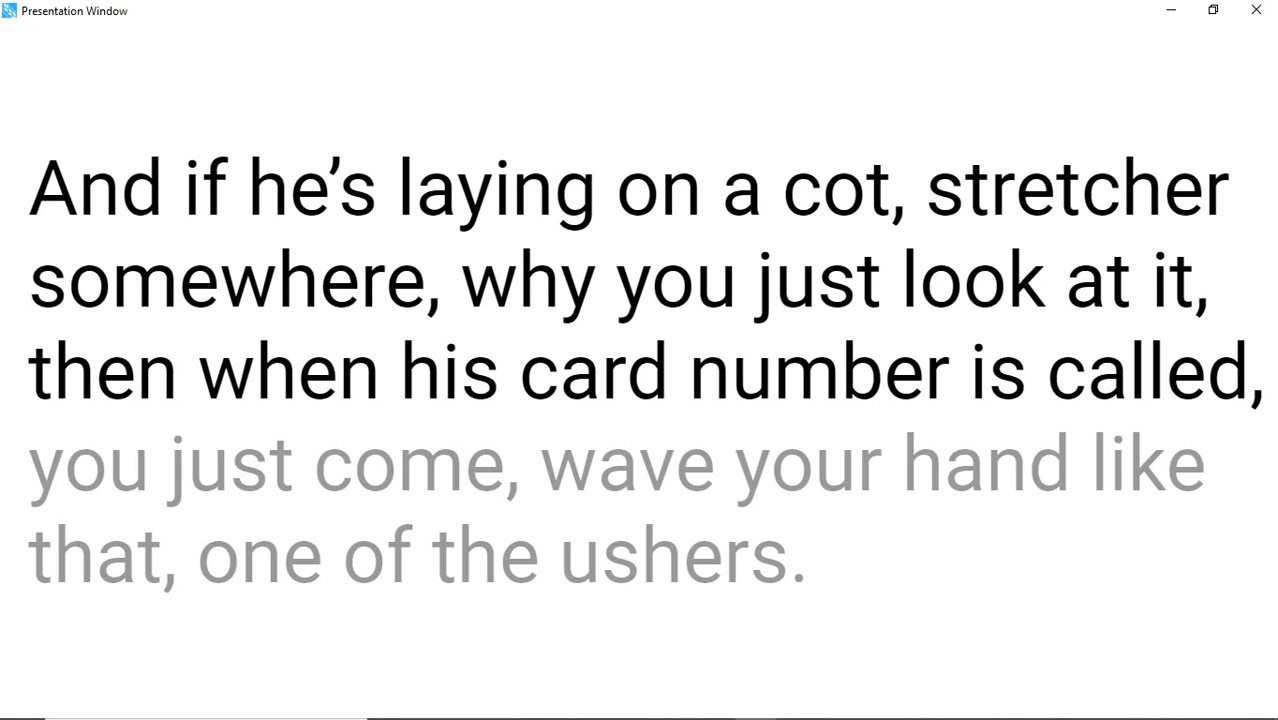 Presentation Window
And if he’s laying on a cot, stretcher
somewhere, why you just look at it,
then when his card number is called,
you just come, wave your hand like
that, one of the ushers.